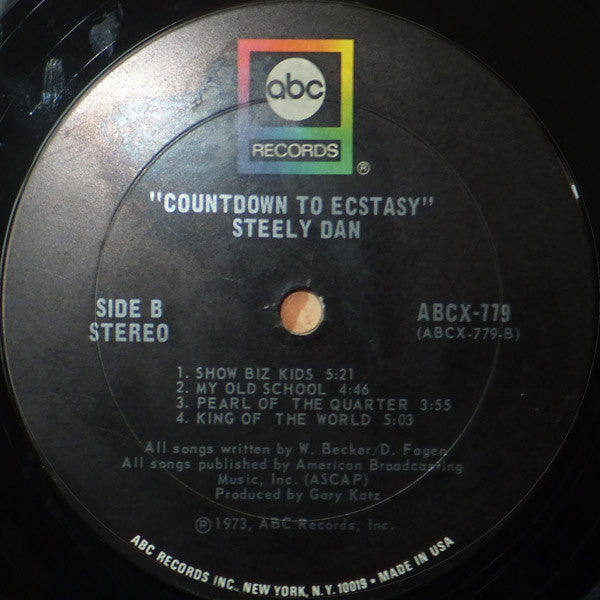 abc
RECORDS
®
"COUNTDOWN TO ECSTASY"
STEELY DAN
SIDE B
STEREO
ABCX-779
(ABCX-779-B)
1. SHOW BIZ KIDS 5:21
2. MY OLD SCHOOL 4:46
3. PEARL OF THE QUARTER 3:55
4. KING OF THE WORLD 5:03
All songs written by W. Becker/D. Fagen
All songs published by American Broadcasting
Music, Inc. (ASCAP)
Produced by Gary Katz
℗ 1973, ABC Records, Inc.
ABC RECORDS INC., NEW YORK, N.Y. 10019 • MADE IN USA